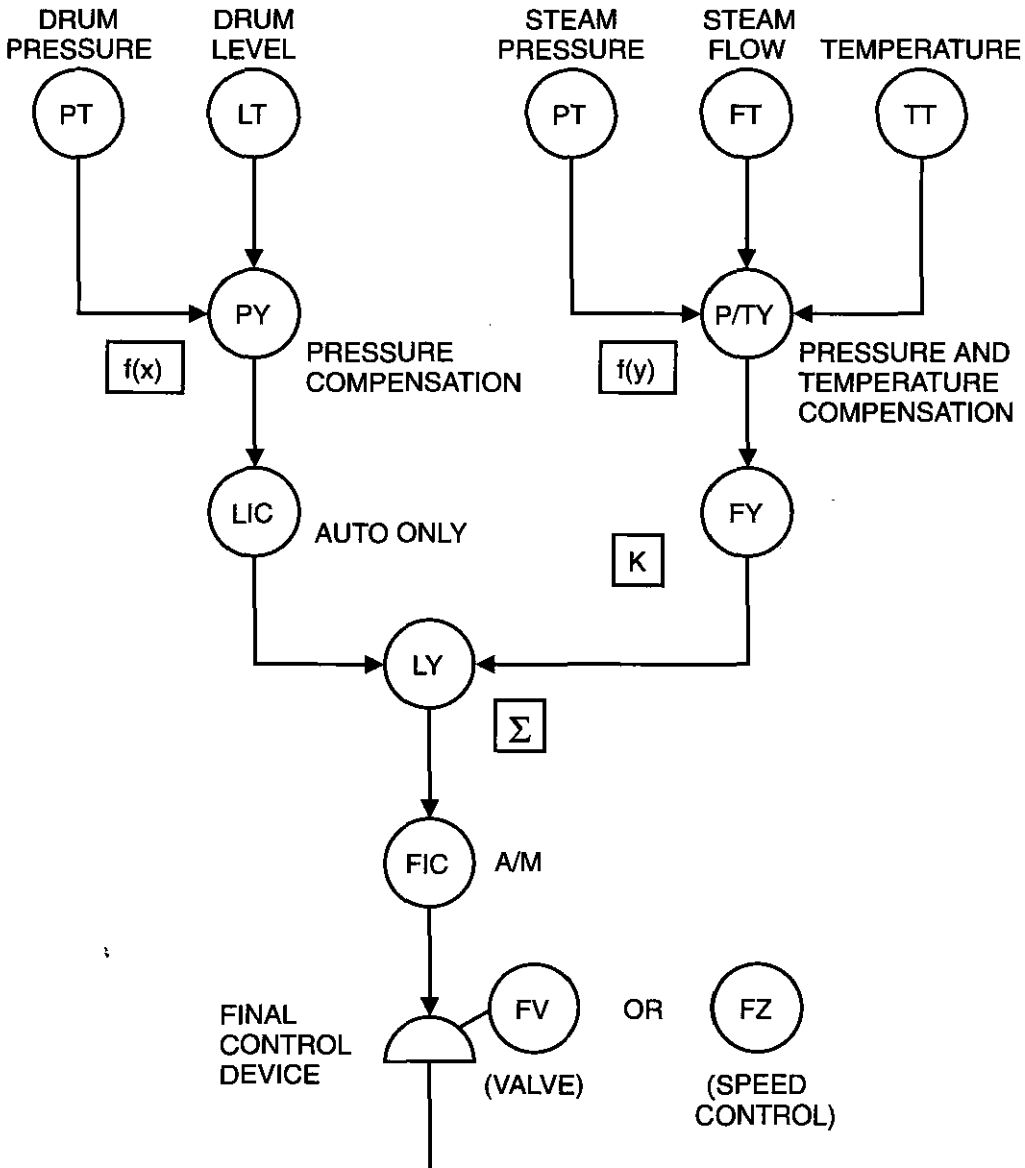 DRUM
PRESSURE
DRUM
LEVEL
STEAM
PRESSURE
STEAM
FLOW
TEMPERATURE
PT
LT
PT
FT
TT
PY
P/TY
f(x)
PRESSURE
COMPENSATION
f(y)
PRESSURE AND
TEMPERATURE
COMPENSATION
LIC
AUTO ONLY
FY
K
LY
Σ
FIC
A/M
FINAL
CONTROL
DEVICE
FV
OR
FZ
(VALVE)
(SPEED
CONTROL)